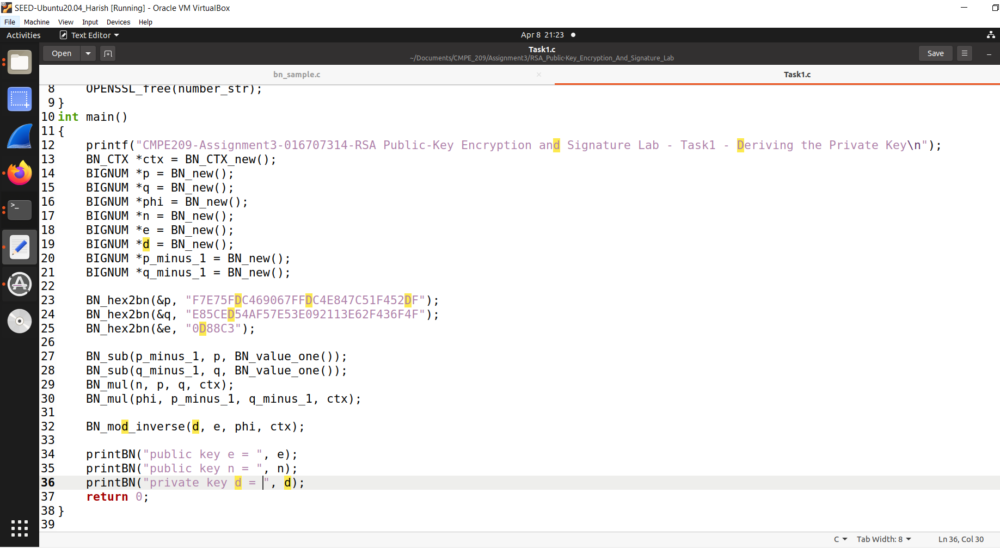 SEED-Ubuntu20.04_Harish [Running] - Oracle VM VirtualBox
File Machine View Input Devices Help
Activities Text Editor Apr 8 21:23
Open Task1.c Save
~/Documents/CMPE_209/Assignment3/RSA_Public-Key_Encryption_And_Signature_Lab
bn_sample.c × Task1.c
8     OPENSSL_free(number_str);
9 }
10 int main()
11 {
12     printf("CMPE209-Assignment3-016707314-RSA Public-Key Encryption and Signature Lab - Task1 - Deriving the Private Key\n");
13     BN_CTX *ctx = BN_CTX_new();
14     BIGNUM *p = BN_new();
15     BIGNUM *q = BN_new();
16     BIGNUM *phi = BN_new();
17     BIGNUM *n = BN_new();
18     BIGNUM *e = BN_new();
19     BIGNUM *d = BN_new();
20     BIGNUM *p_minus_1 = BN_new();
21     BIGNUM *q_minus_1 = BN_new();
22
23     BN_hex2bn(&p, "F7E75FDC469067FFDC4E847C51F452DF");
24     BN_hex2bn(&q, "E85CED54AF57E53E092113E62F436F4F");
25     BN_hex2bn(&e, "0D88C3");
26
27     BN_sub(p_minus_1, p, BN_value_one());
28     BN_sub(q_minus_1, q, BN_value_one());
29     BN_mul(n, p, q, ctx);
30     BN_mul(phi, p_minus_1, q_minus_1, ctx);
31
32     BN_mod_inverse(d, e, phi, ctx);
33
34     printBN("public key e = ", e);
35     printBN("public key n = ", n);
36     printBN("private key d = ", d);
37     return 0;
38 }
39
C Tab Width: 8 Ln 36, Col 30